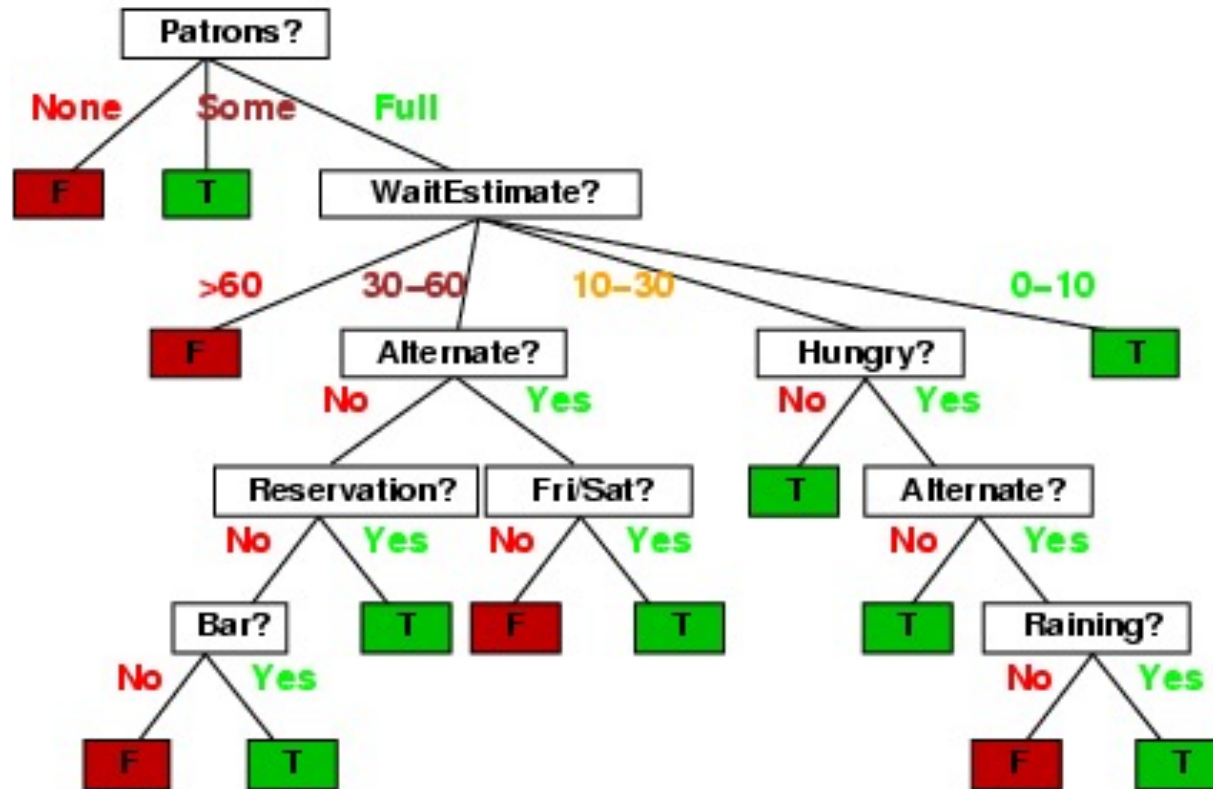 Patrons?
None Some Full
F T WaitEstimate?
>60 30–60 10–30 0–10
F Alternate? Hungry? T
No Yes No Yes
Reservation? Fri/Sat? T Alternate?
No Yes No Yes No Yes
Bar? T F T T Raining?
No Yes No Yes
F T F T